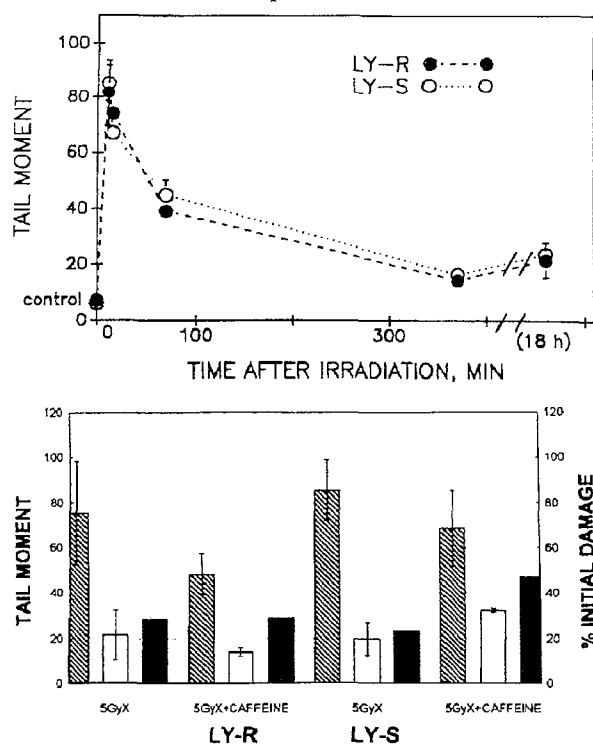 100
80
60
40
20
0
control
TAIL MOMENT
LY-R
LY-S
0 100 300 (18 h)
TIME AFTER IRRADIATION, MIN
120 120
100 100
80 80
60 60
40 40
20 20
0 0
TAIL MOMENT
% INITIAL DAMAGE
5GyX 5GyX+CAFFEINE 5GyX 5GyX+CAFFEINE
LY-R LY-S